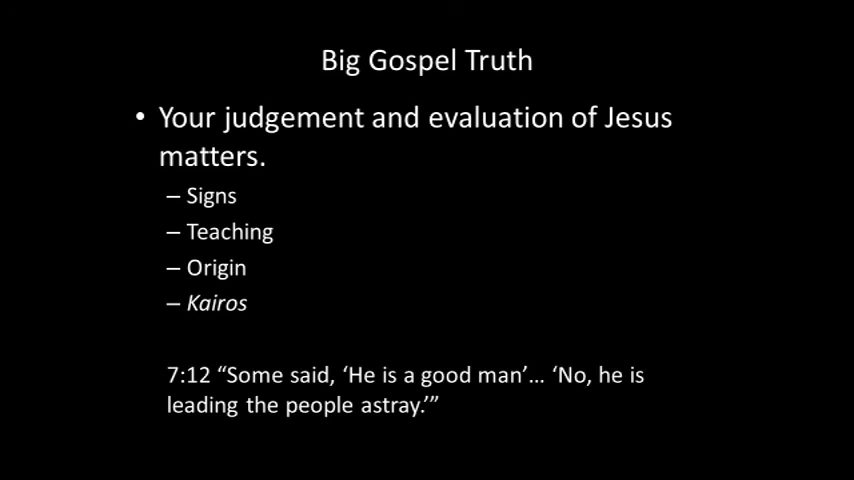 Big Gospel Truth
• Your judgement and evaluation of Jesus
matters.
– Signs
– Teaching
– Origin
– Kairos
7:12 “Some said, ‘He is a good man’… ‘No, he is
leading the people astray.’”